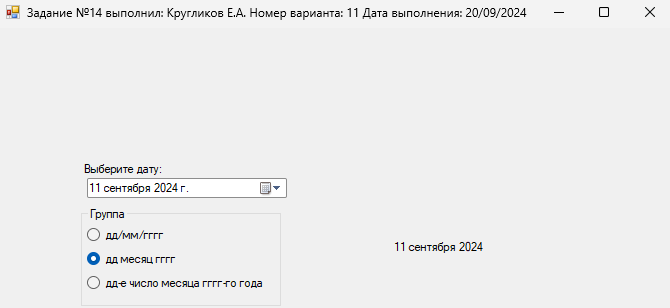 Задание №14 выполнил: Кругликов Е.А. Номер варианта: 11 Дата выполнения: 20/09/2024
Выберите дату:
11 сентября 2024 г.
Группа
дд/мм/гггг
дд месяц гггг
11 сентября 2024
дд-е число месяца гггг-го года